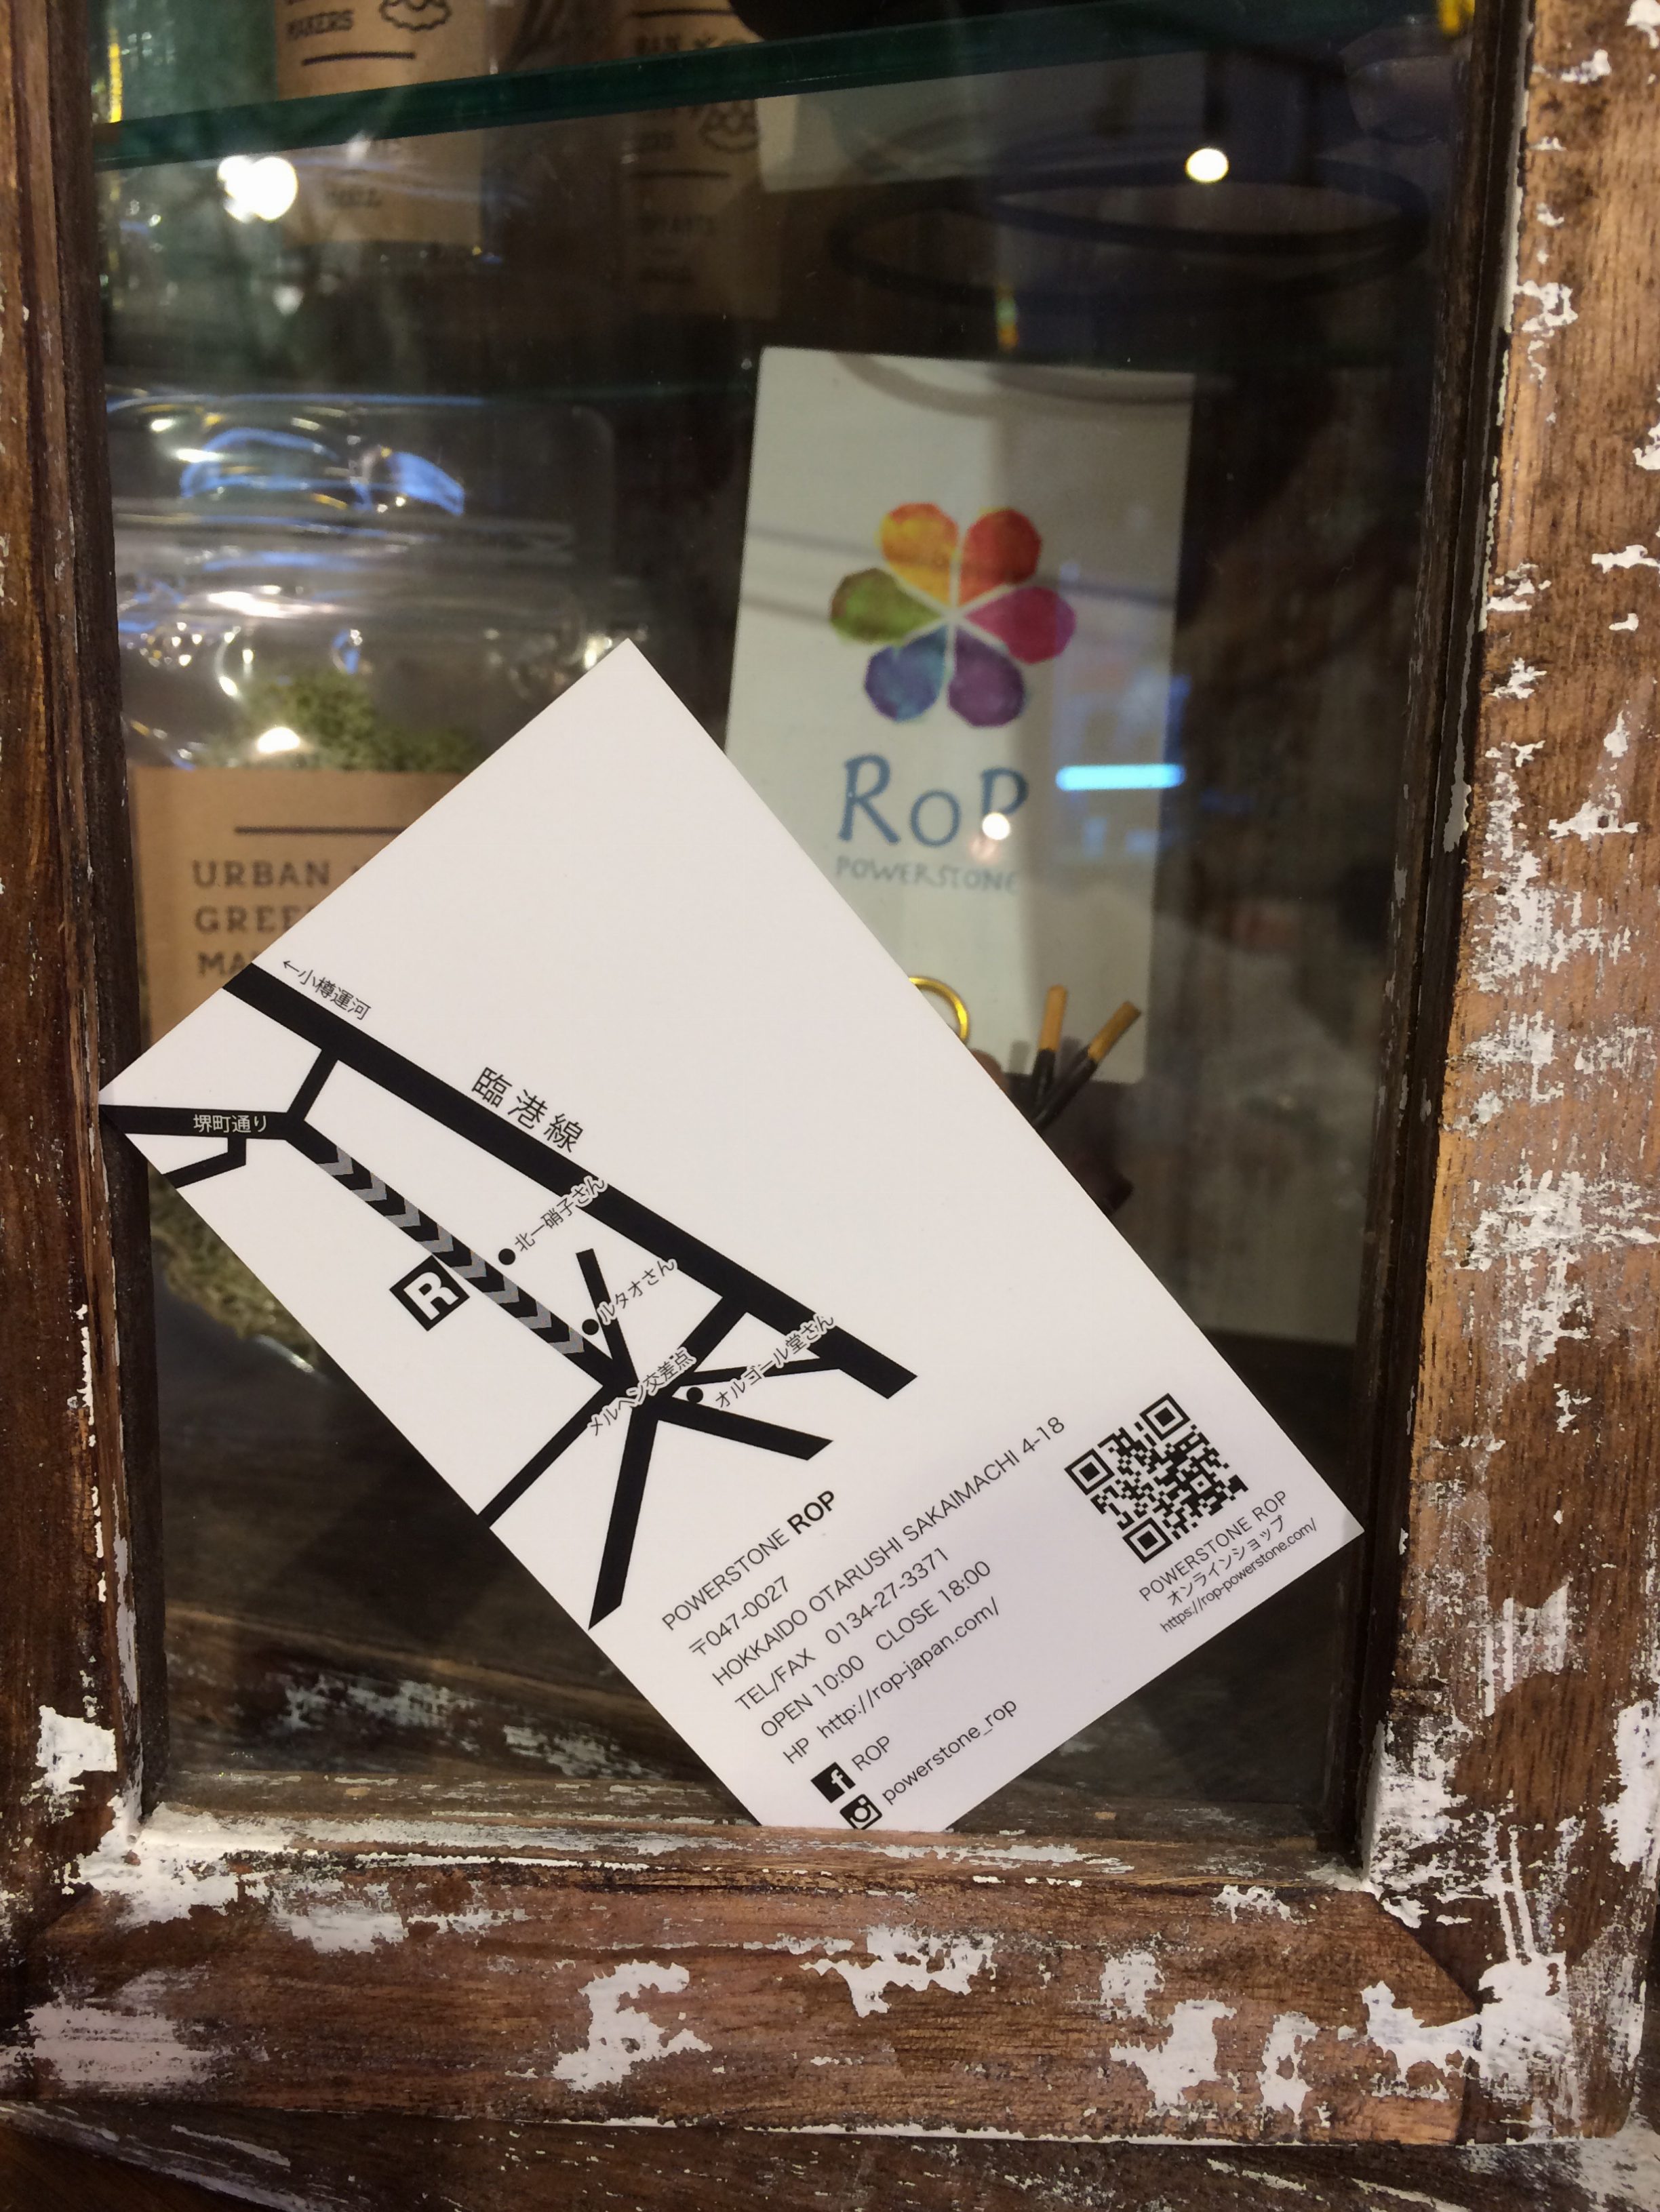 MAKERS
RoP
POWERSTONE
URBAN
GREE
MA
←小樽運河
臨港線
堺町通り
北一硝子さん
R
ルタオさん
メルヘン交差点
オルゴール堂さん
POWERSTONE ROP
〒047-0027
HOKKAIDO OTARUSHI SAKAIMACHI 4-18
TEL/FAX 0134-27-3371
OPEN 10:00 CLOSE 18:00
HP http://rop-japan.com/
f ROP
powerstone_rop
POWERSTONE ROP
オンラインショップ
https://rop-powerstone.com/